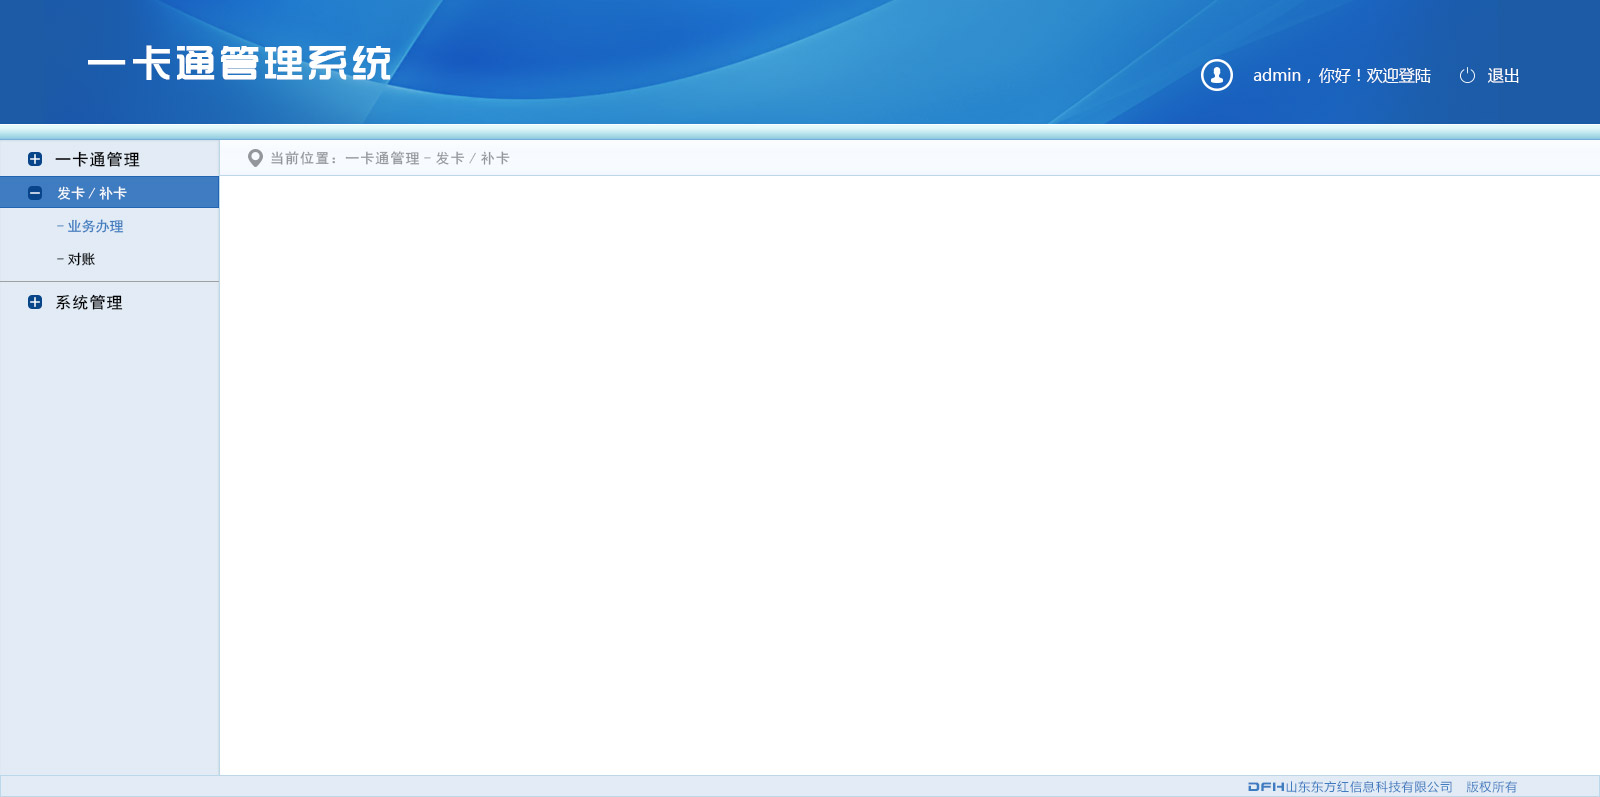 一卡通管理系统
admin，你好！欢迎登陆 退出
一卡通管理
发卡 / 补卡
- 业务办理
- 对账
系统管理
当前位置：一卡通管理 - 发卡 / 补卡
DFH山东东方红信息科技有限公司 版权所有